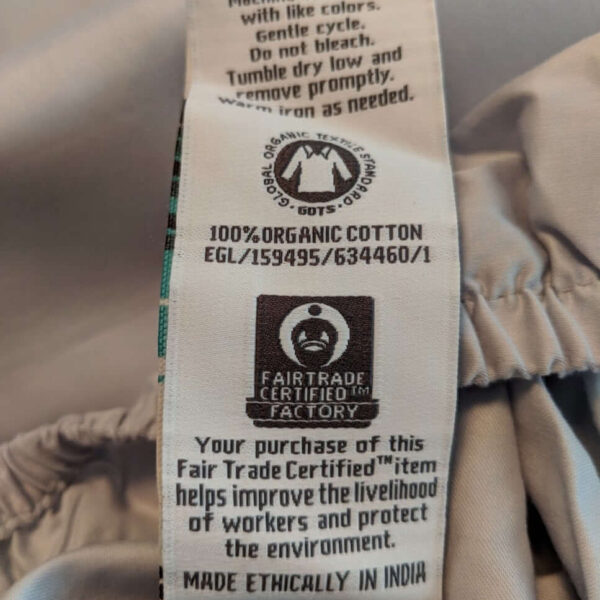 with like colors.
Gentle cycle.
Do not bleach.
Tumble dry low and
remove promptly.
warm iron as needed.
GLOBAL ORGANIC TEXTILE STANDARD
· GOTS ·
100% ORGANIC COTTON
EGL/159495/634460/1
FAIRTRADE
CERTIFIED™
FACTORY
Your purchase of this
Fair Trade Certified™ item
helps improve the livelihood
of workers and protect
the environment.
MADE ETHICALLY IN INDIA